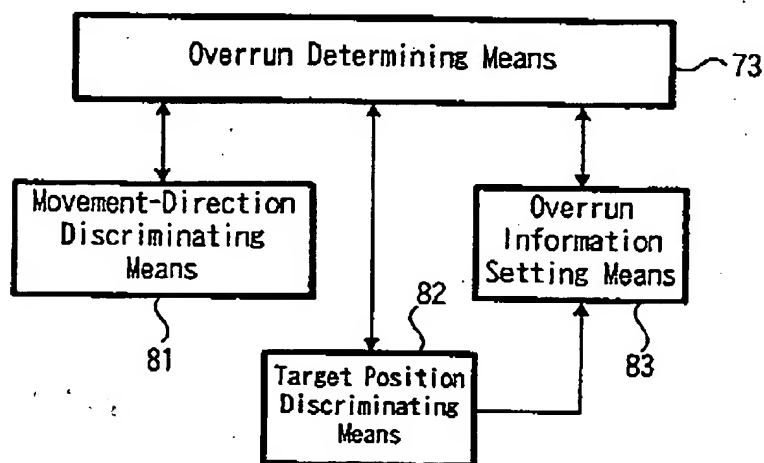 Overrun Determining Means
73
Movement-Direction
Discriminating
Means
81
Overrun
Information
Setting Means
83
82
Target Position
Discriminating
Means